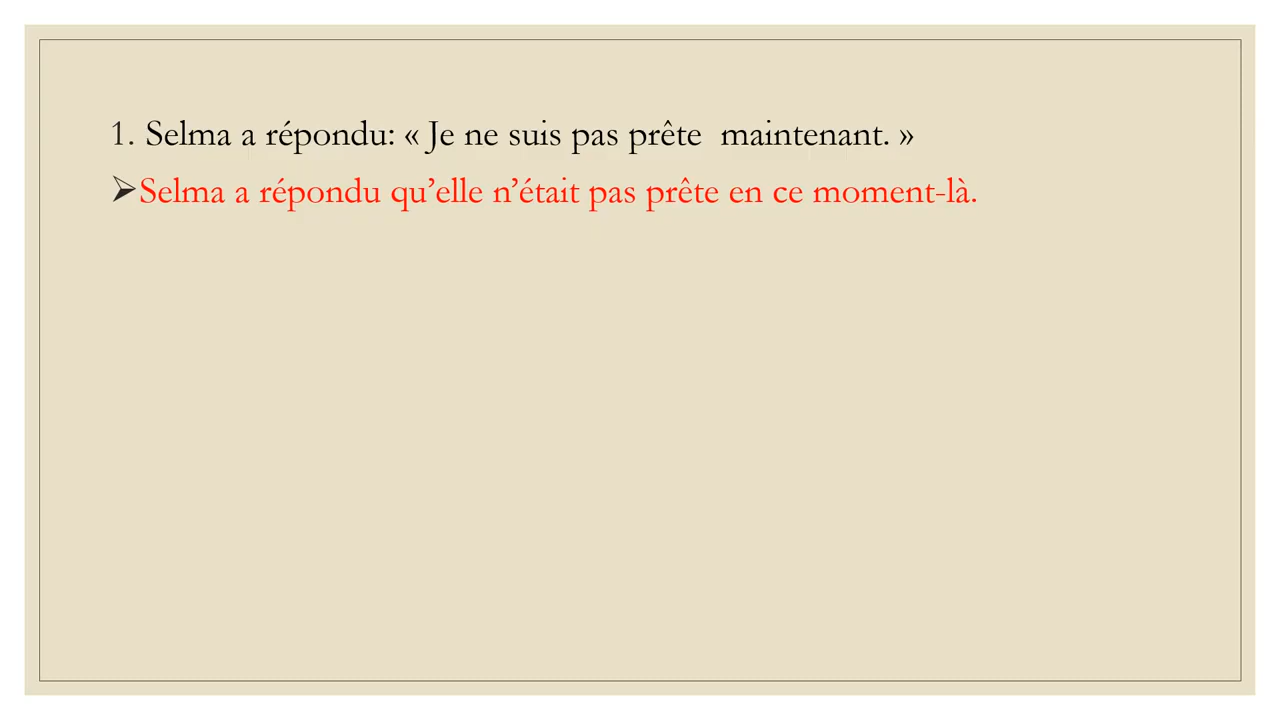 1. Selma a répondu: « Je ne suis pas prête  maintenant. »
➢Selma a répondu qu’elle n’était pas prête en ce moment-là.